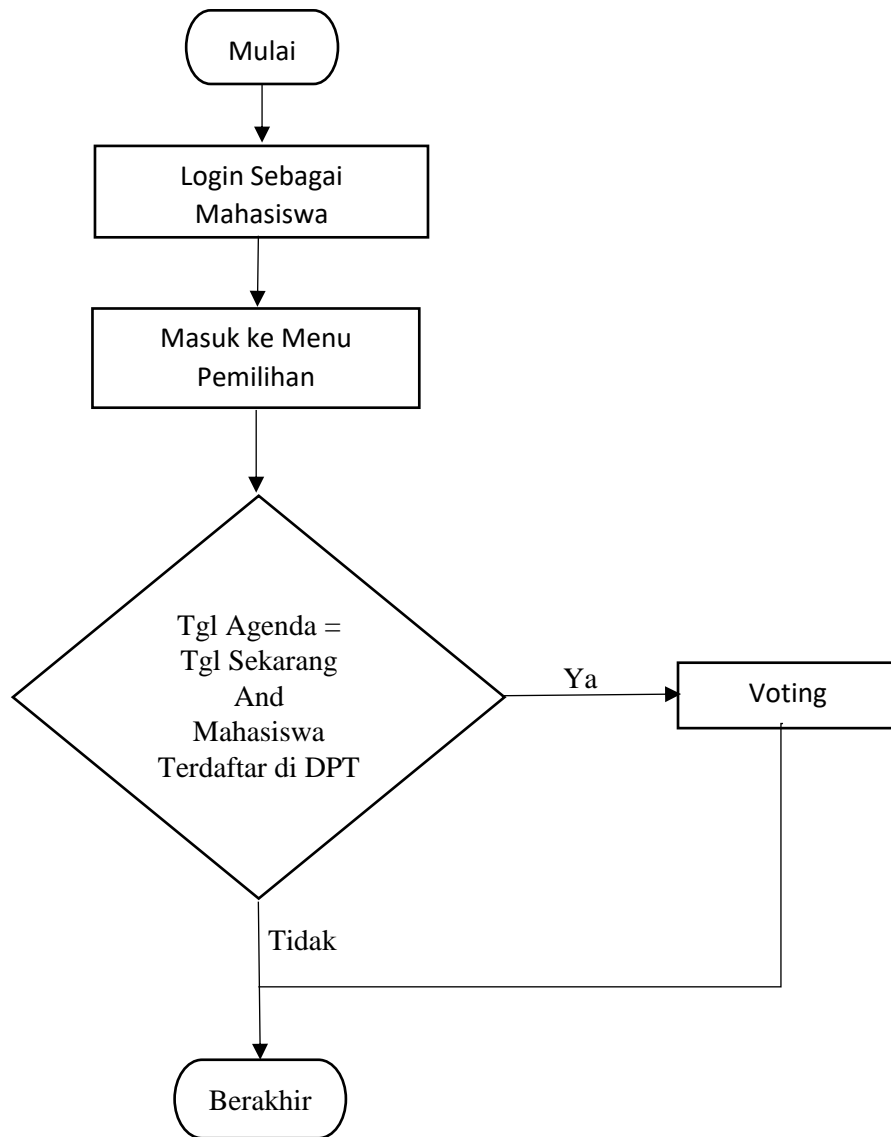 Mulai
Login Sebagai
Mahasiswa
Masuk ke Menu
Pemilihan
Tgl Agenda =
Tgl Sekarang
And
Mahasiswa
Terdaftar di DPT
Ya
Voting
Tidak
Berakhir